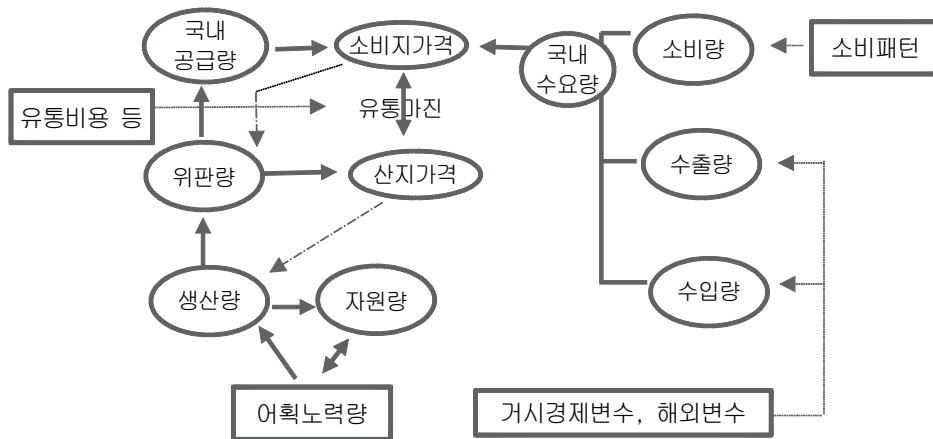 국내
공급량
소비지가격
국내
수요량
소비량
소비패턴
유통비용 등
유통마진
위판량
산지가격
수출량
생산량
자원량
수입량
어획노력량
거시경제변수, 해외변수